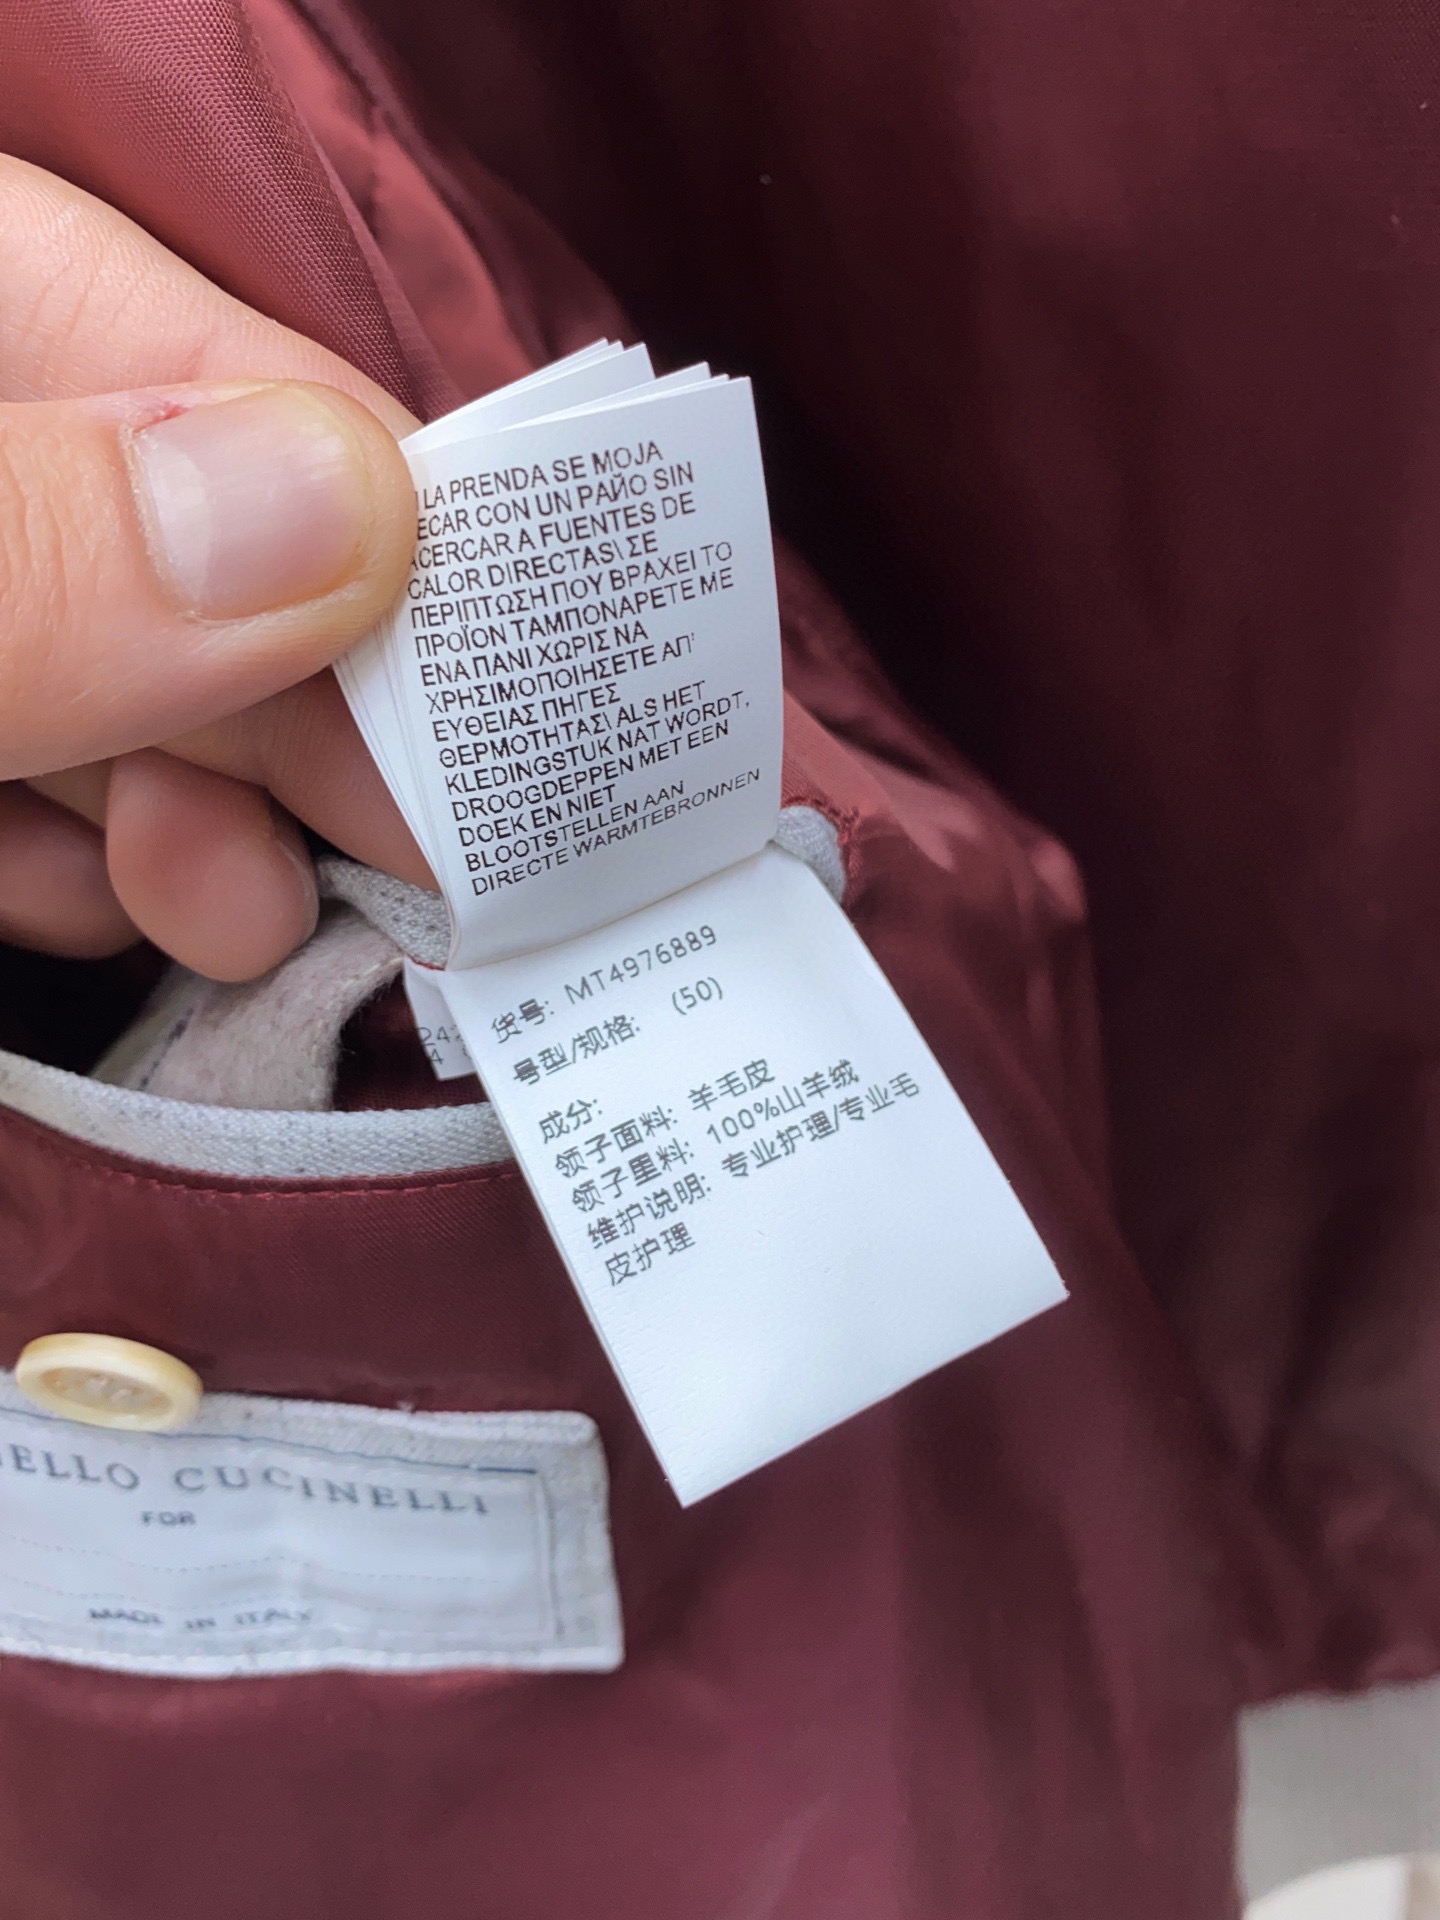 LA PRENDA SE MOJA
ECAR CON UN PAÑO SIN
ACERCAR A FUENTES DE
CALOR DIRECTAS\ ΣΕ
ΠΕΡΙΠΤΩΣΗ ΠΟΥ ΒΡΑΧΕΙ ΤΟ
ΠΡΟΪΟΝ ΤΑΜΠΟΝΑΡΕΤΕ ΜΕ
ΕΝΑ ΠΑΝΙ ΧΩΡΙΣ ΝΑ
ΧΡΗΣΙΜΟΠΟΙΗΣΕΤΕ ΑΠ'
ΕΥΘΕΙΑΣ ΠΗΓΕΣ
ΘΕΡΜΟΤΗΤΑΣ\ ALS HET
KLEDINGSTUK NAT WORDT,
DROOGDEPPEN MET EEN
DOEK EN NIET
BLOOTSTELLEN AAN
DIRECTE WARMTEBRONNEN
货号: MT4976889
号型/规格: (50)
成分:
领子面料: 羊毛皮
领子里料: 100%山羊绒
维护说明: 专业护理/专业毛
皮护理
ELLO CUCINELLI
FOR
MADE IN ITALY